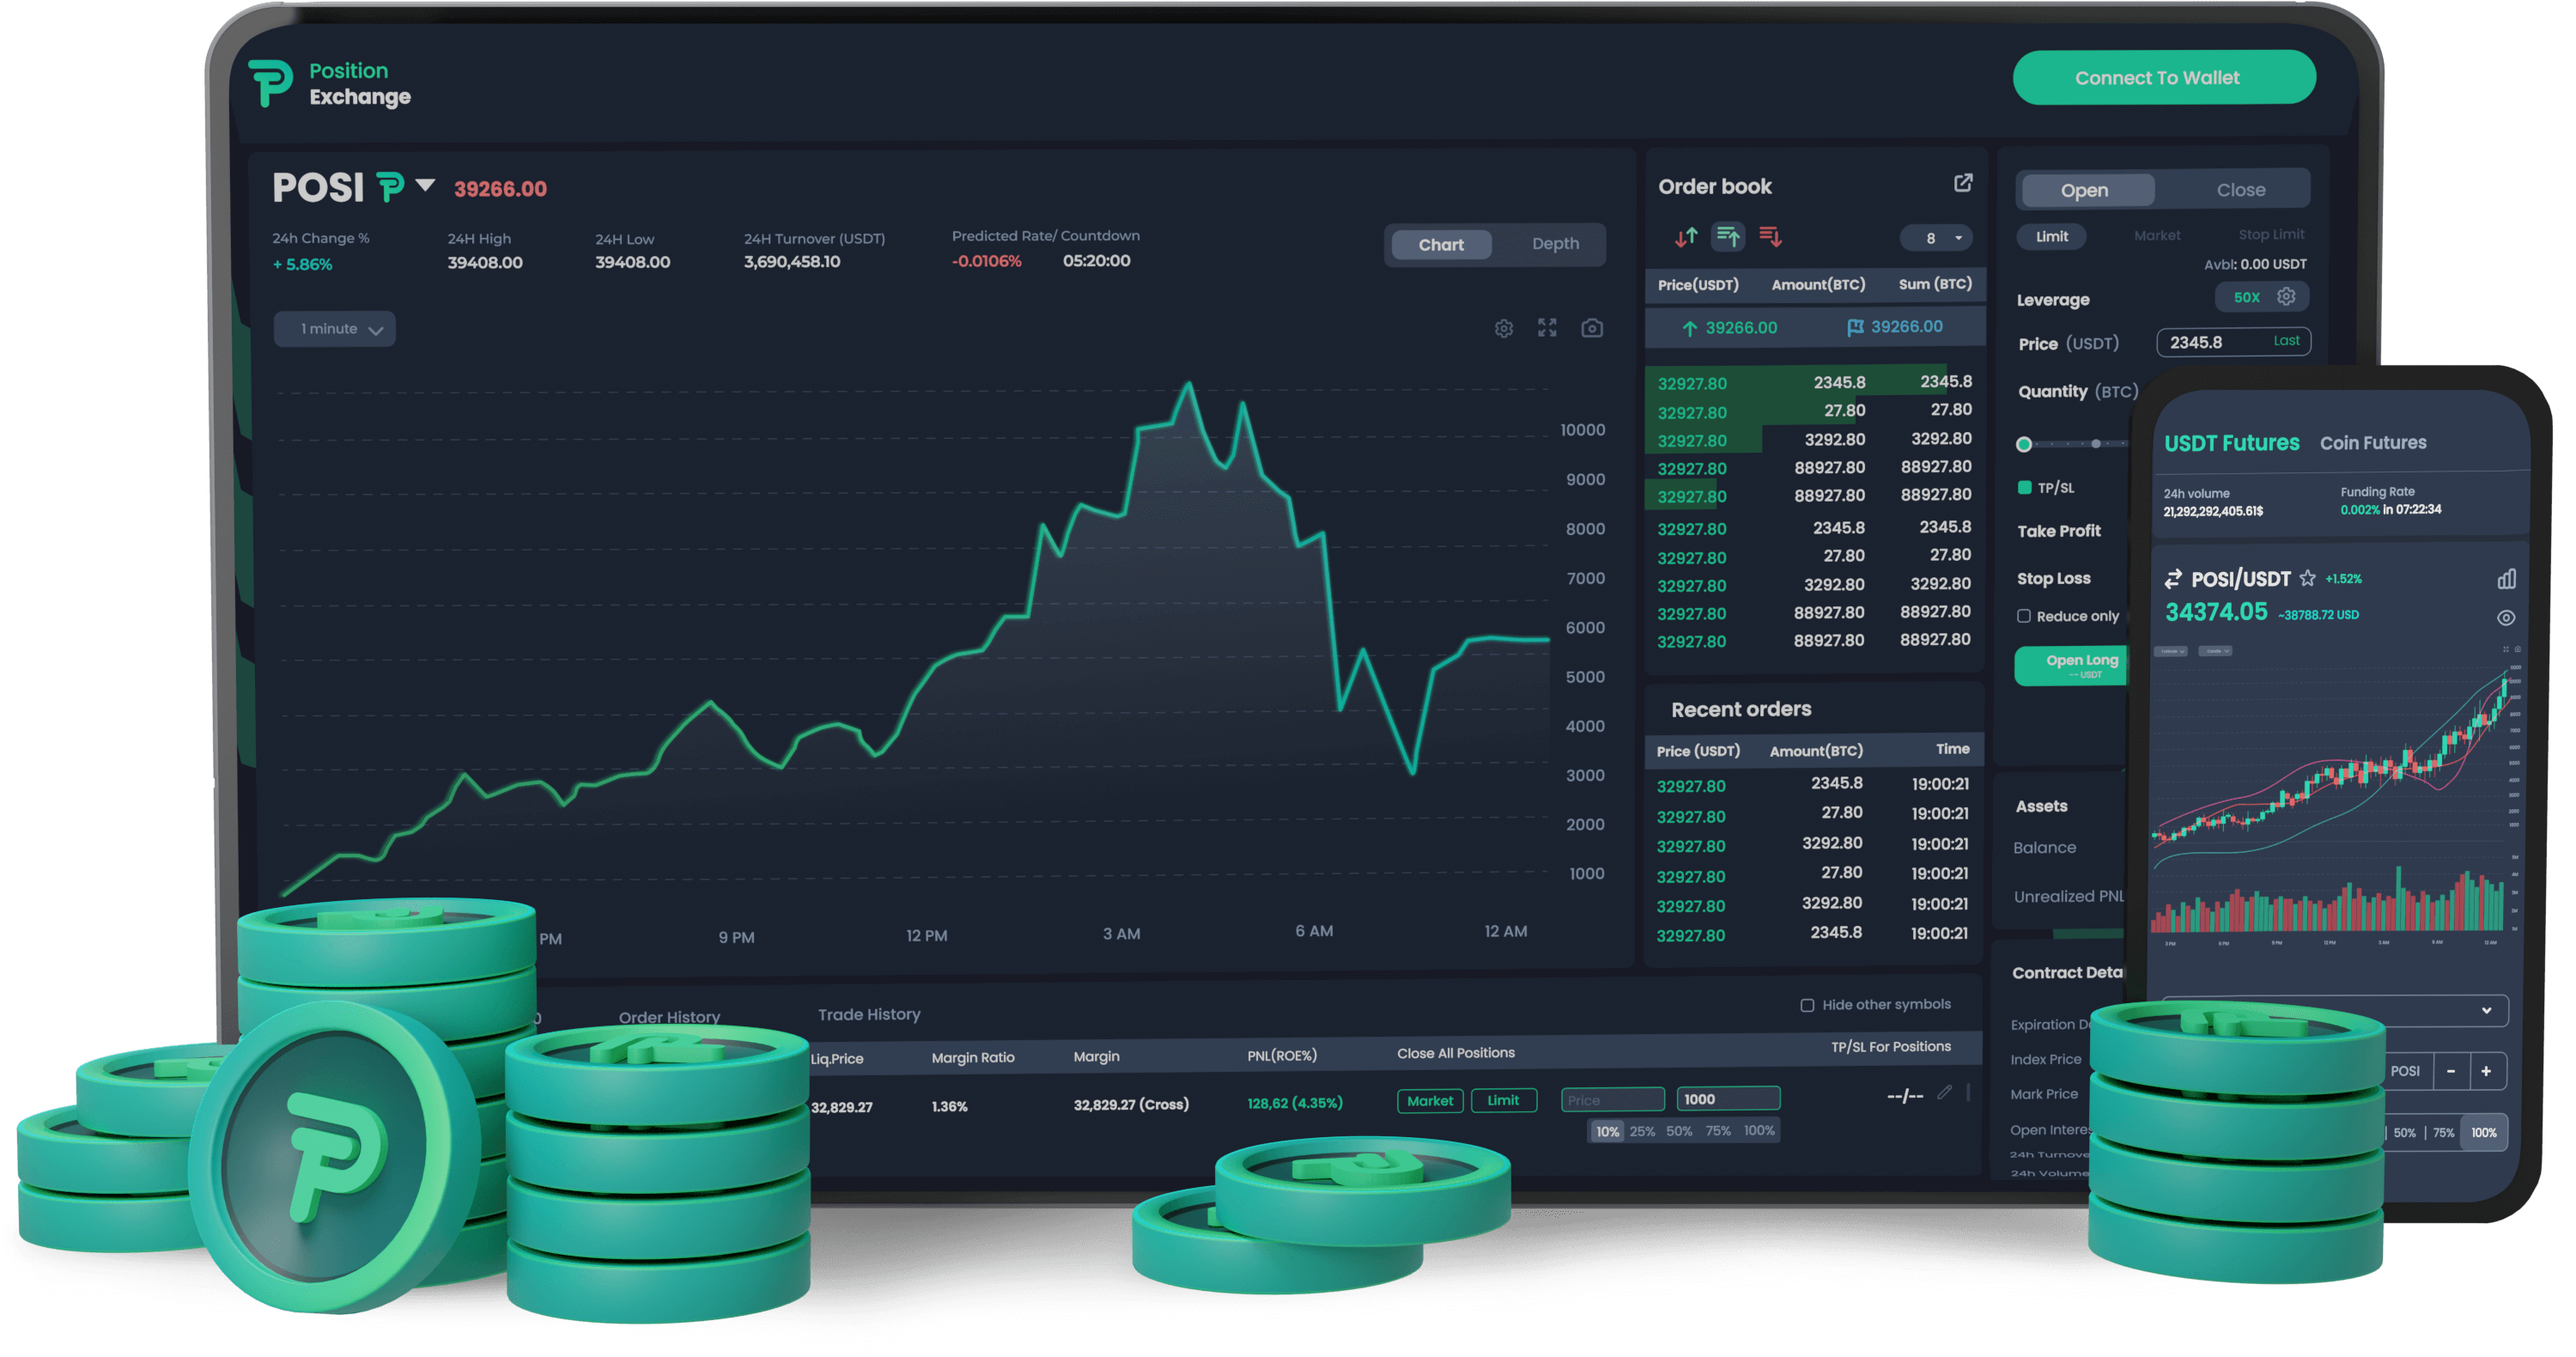 Position
Exchange
Connect To Wallet
POSI 39266.00
24h Change %
+ 5.86%
24H High
39408.00
24H Low
39408.00
24H Turnover (USDT)
3,690,458.10
Predicted Rate/ Countdown
-0.0106% 05:20:00
Chart Depth
1 minute
10000
9000
8000
7000
6000
5000
4000
3000
2000
1000
PM 9 PM 12 PM 3 AM 6 AM 12 AM
Order book
8
Price(USDT) Amount(BTC) Sum (BTC)
39266.00 39266.00
32927.80 2345.8 2345.8
32927.80 27.80 27.80
32927.80 3292.80 3292.80
32927.80 88927.80 88927.80
32927.80 88927.80 88927.80
32927.80 2345.8 2345.8
32927.80 27.80 27.80
32927.80 3292.80 3292.80
32927.80 88927.80 88927.80
32927.80 88927.80 88927.80
Recent orders
Price (USDT) Amount(BTC) Time
32927.80 2345.8 19:00:21
32927.80 27.80 19:00:21
32927.80 3292.80 19:00:21
32927.80 27.80 19:00:21
32927.80 3292.80 19:00:21
32927.80 2345.8 19:00:21
Open Close
Limit Market Stop Limit
Avbl: 0.00 USDT
Leverage 50X
Price (USDT) 2345.8 Last
Quantity (BTC)
TP/SL
Take Profit
Stop Loss
Reduce only
Open Long
-- USDT
Assets
Balance
Unrealized PNL
Contract Deta
Expiration D
Index Price
Mark Price
Open Interes
24h Turnove
24h Volume
Order History Trade History Hide other symbols
Liq.Price Margin Ratio Margin PNL(ROE%) Close All Positions TP/SL For Positions
32,829.27 1.36% 32,829.27 (Cross) 128,62 (4.35%) Market Limit Price 1000 --/--
10% 25% 50% 75% 100%
USDT Futures Coin Futures
24h volume Funding Rate
21,292,292,405.61$ 0.002% in 07:22:34
POSI/USDT +1.52%
34374.05 ~38788.72 USD
3 PM 6 PM 9 PM 12 PM 3 AM 6 AM 12 AM
POSI - +
50% | 75% 100%